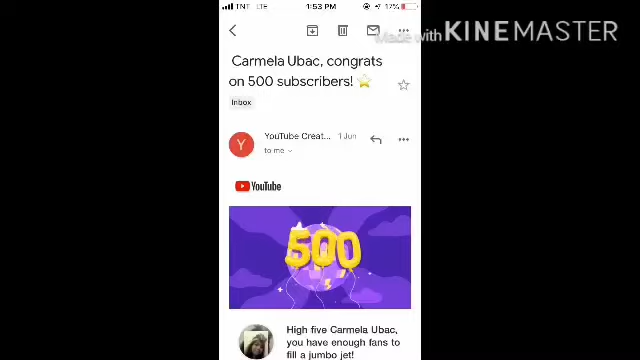 TNT LTE 1:53 PM 17%
Made with KINEMASTER
Carmela Ubac, congrats
on 500 subscribers! ⭐
Inbox
Y
YouTube Creat... 1 Jun
to me
YouTube
500
High five Carmela Ubac,
you have enough fans to
fill a jumbo jet!